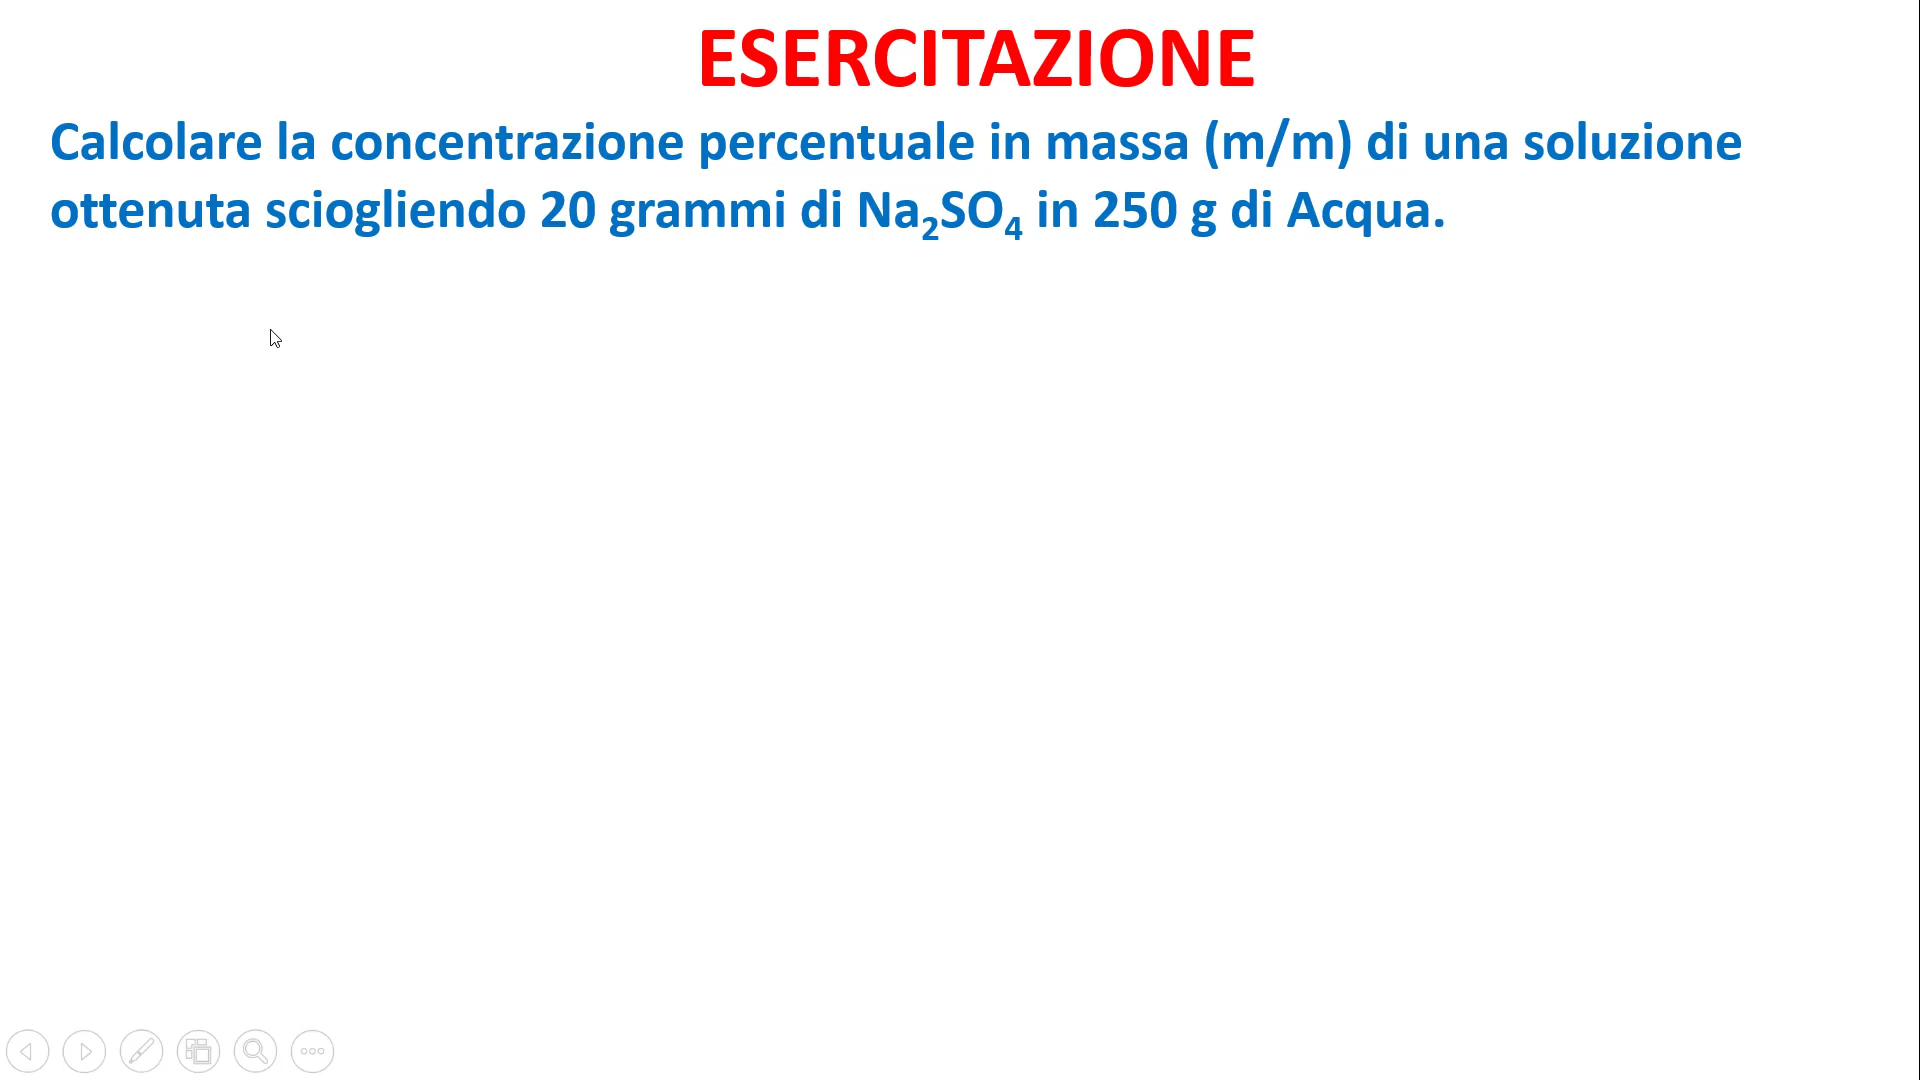 ESERCITAZIONE
Calcolare la concentrazione percentuale in massa (m/m) di una soluzione
ottenuta sciogliendo 20 grammi di Na₂SO₄ in 250 g di Acqua.